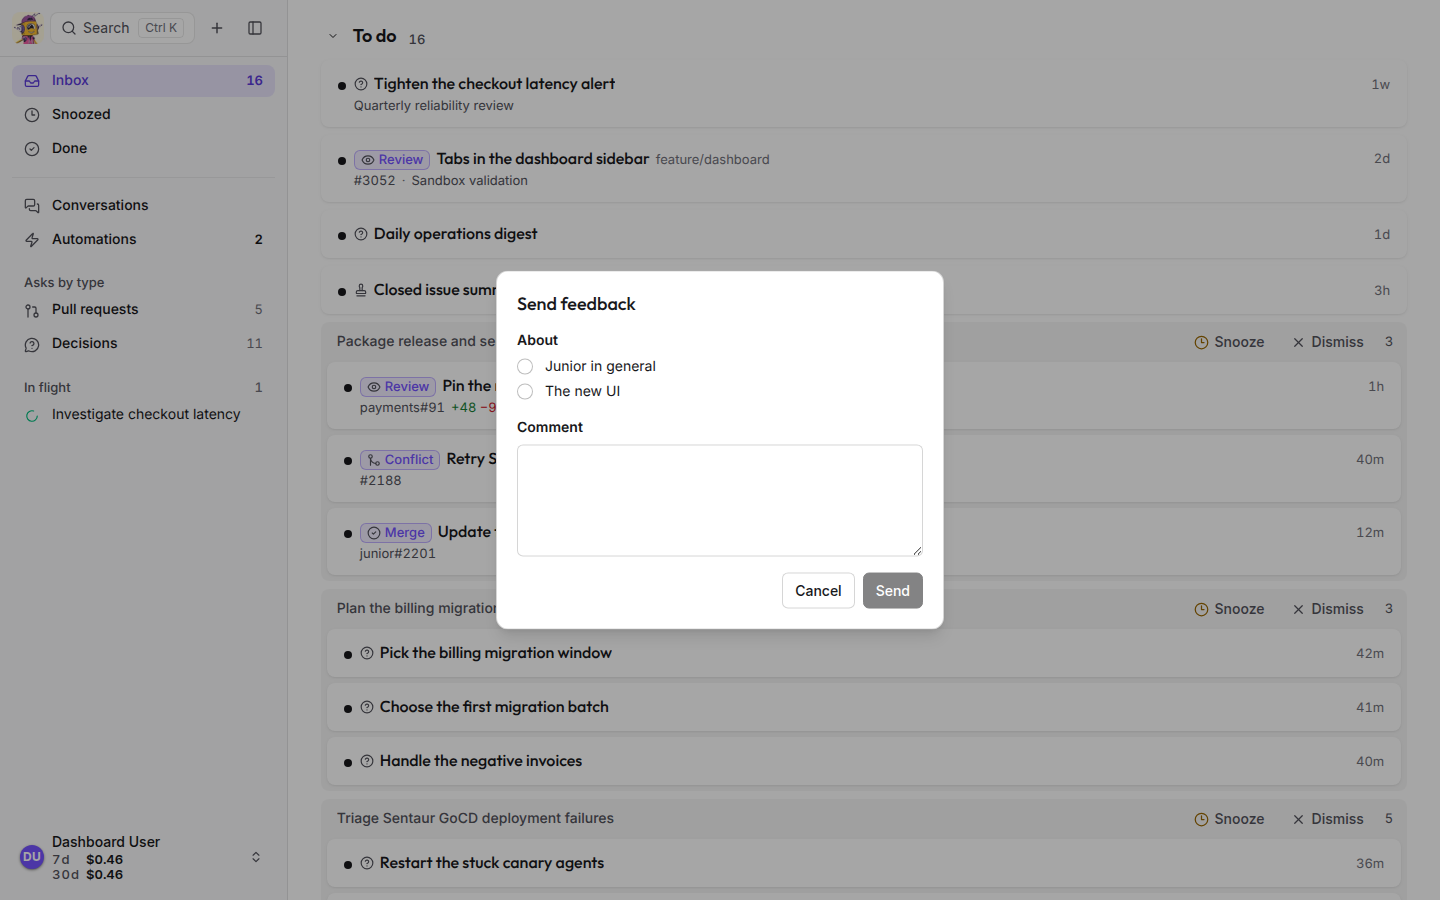 Search Ctrl K
Inbox 16
Snoozed
Done
Conversations
Automations 2
Asks by type
Pull requests 5
Decisions 11
In flight 1
Investigate checkout latency
DU
Dashboard User
7d $0.46
30d $0.46
To do 16
Tighten the checkout latency alert 1w
Quarterly reliability review
Review Tabs in the dashboard sidebar feature/dashboard 2d
#3052 · Sandbox validation
Daily operations digest 1d
Closed issue 3h
Package release and Snooze Dismiss 3
Review Pin the 1h
payments#91 +48 −9
Conflict Retry 40m
#2188
Merge Update 12m
junior#2201
Plan the billing migration Snooze Dismiss 3
Pick the billing migration window 42m
Choose the first migration batch 41m
Handle the negative invoices 40m
Triage Sentaur GoCD deployment failures Snooze Dismiss 5
Restart the stuck canary agents 36m
Send feedback
About
Junior in general
The new UI
Comment
Cancel Send